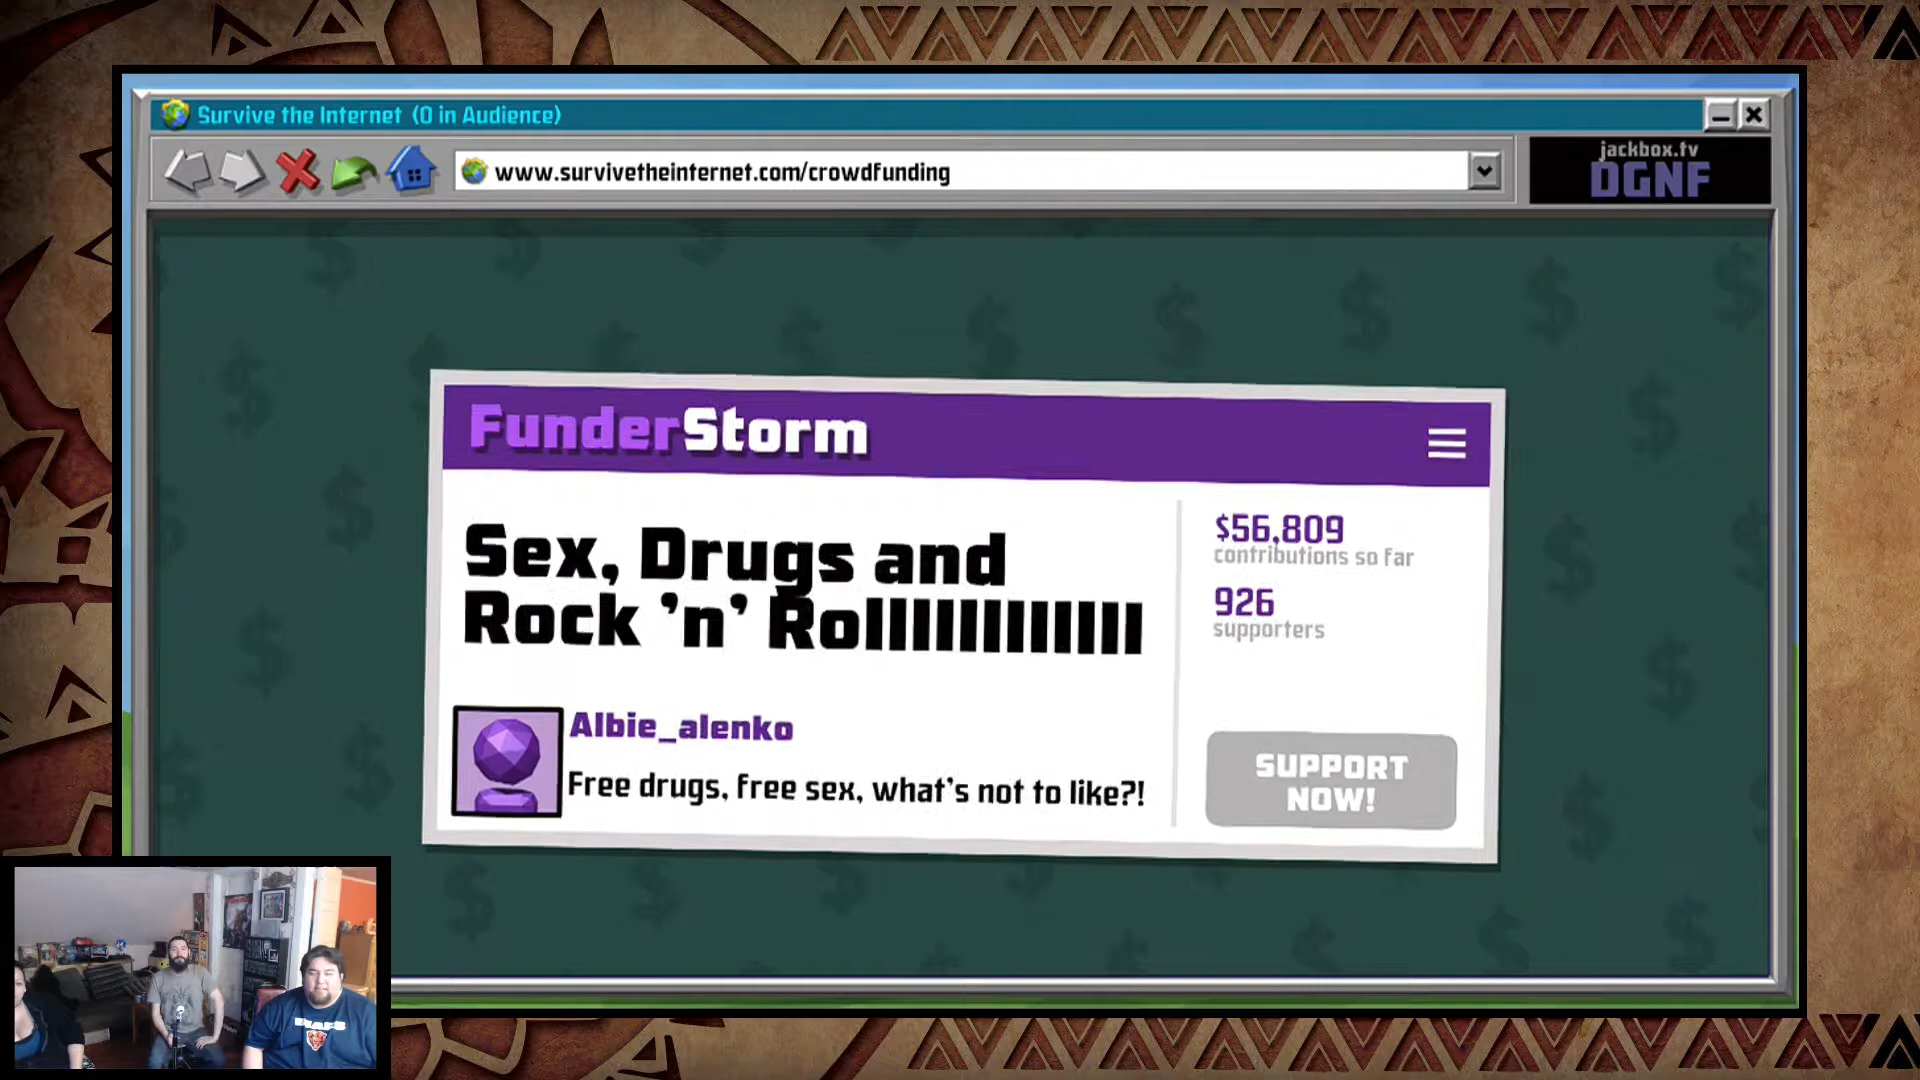 Survive the Internet (0 in Audience)
www.survivetheinternet.com/crowdfunding
jackbox.tv
DGNF
FunderStorm
Sex, Drugs and
Rock 'n' Rollllllllllll
$56,809
contributions so far
926
supporters
Albie_alenko
Free drugs, free sex, what's not to like?!
SUPPORT
NOW!
BEARS